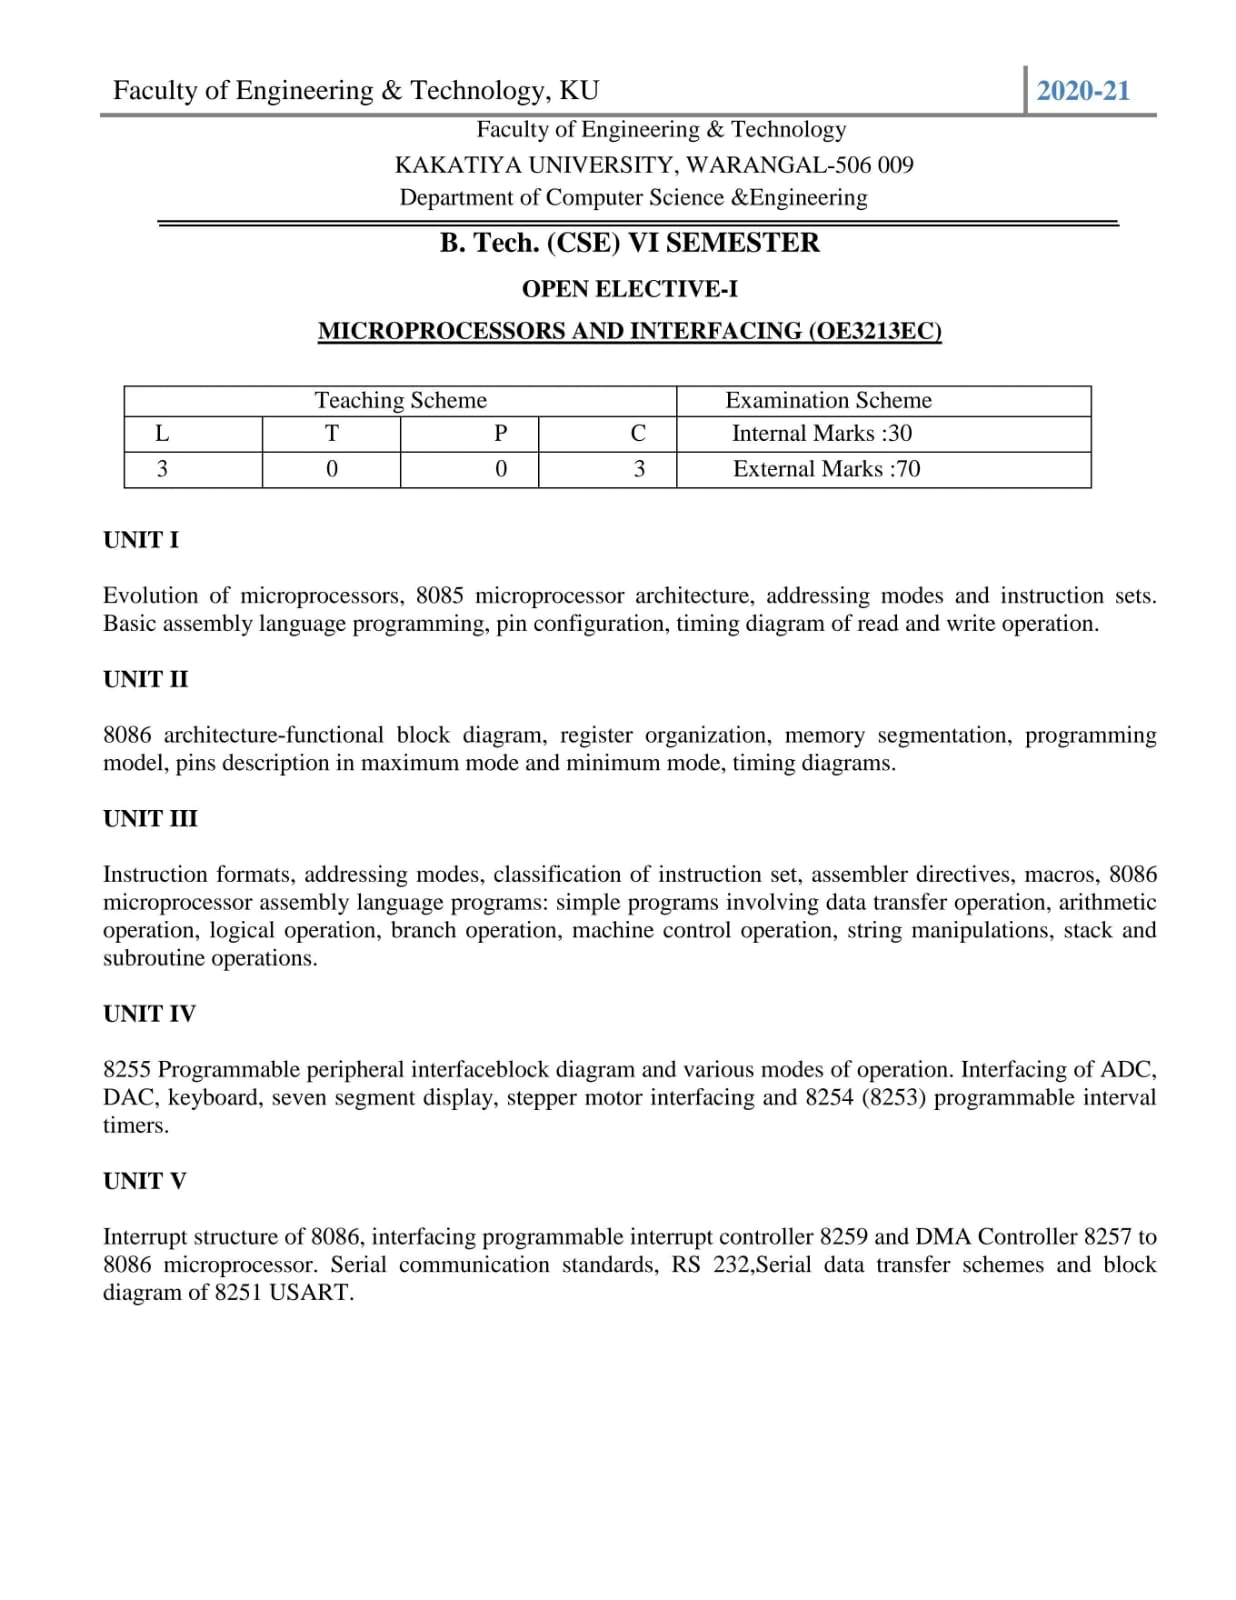 Faculty of Engineering & Technology, KU 2020-21
Faculty of Engineering & Technology
KAKATIYA UNIVERSITY, WARANGAL-506 009
Department of Computer Science &Engineering
B. Tech. (CSE) VI SEMESTER
OPEN ELECTIVE-I
MICROPROCESSORS AND INTERFACING (OE3213EC)
Teaching Scheme Examination Scheme
L T P C Internal Marks :30
3 0 0 3 External Marks :70
UNIT I
Evolution of microprocessors, 8085 microprocessor architecture, addressing modes and instruction sets.
Basic assembly language programming, pin configuration, timing diagram of read and write operation.
UNIT II
8086 architecture-functional block diagram, register organization, memory segmentation, programming
model, pins description in maximum mode and minimum mode, timing diagrams.
UNIT III
Instruction formats, addressing modes, classification of instruction set, assembler directives, macros, 8086
microprocessor assembly language programs: simple programs involving data transfer operation, arithmetic
operation, logical operation, branch operation, machine control operation, string manipulations, stack and
subroutine operations.
UNIT IV
8255 Programmable peripheral interfaceblock diagram and various modes of operation. Interfacing of ADC,
DAC, keyboard, seven segment display, stepper motor interfacing and 8254 (8253) programmable interval
timers.
UNIT V
Interrupt structure of 8086, interfacing programmable interrupt controller 8259 and DMA Controller 8257 to
8086 microprocessor. Serial communication standards, RS 232,Serial data transfer schemes and block
diagram of 8251 USART.